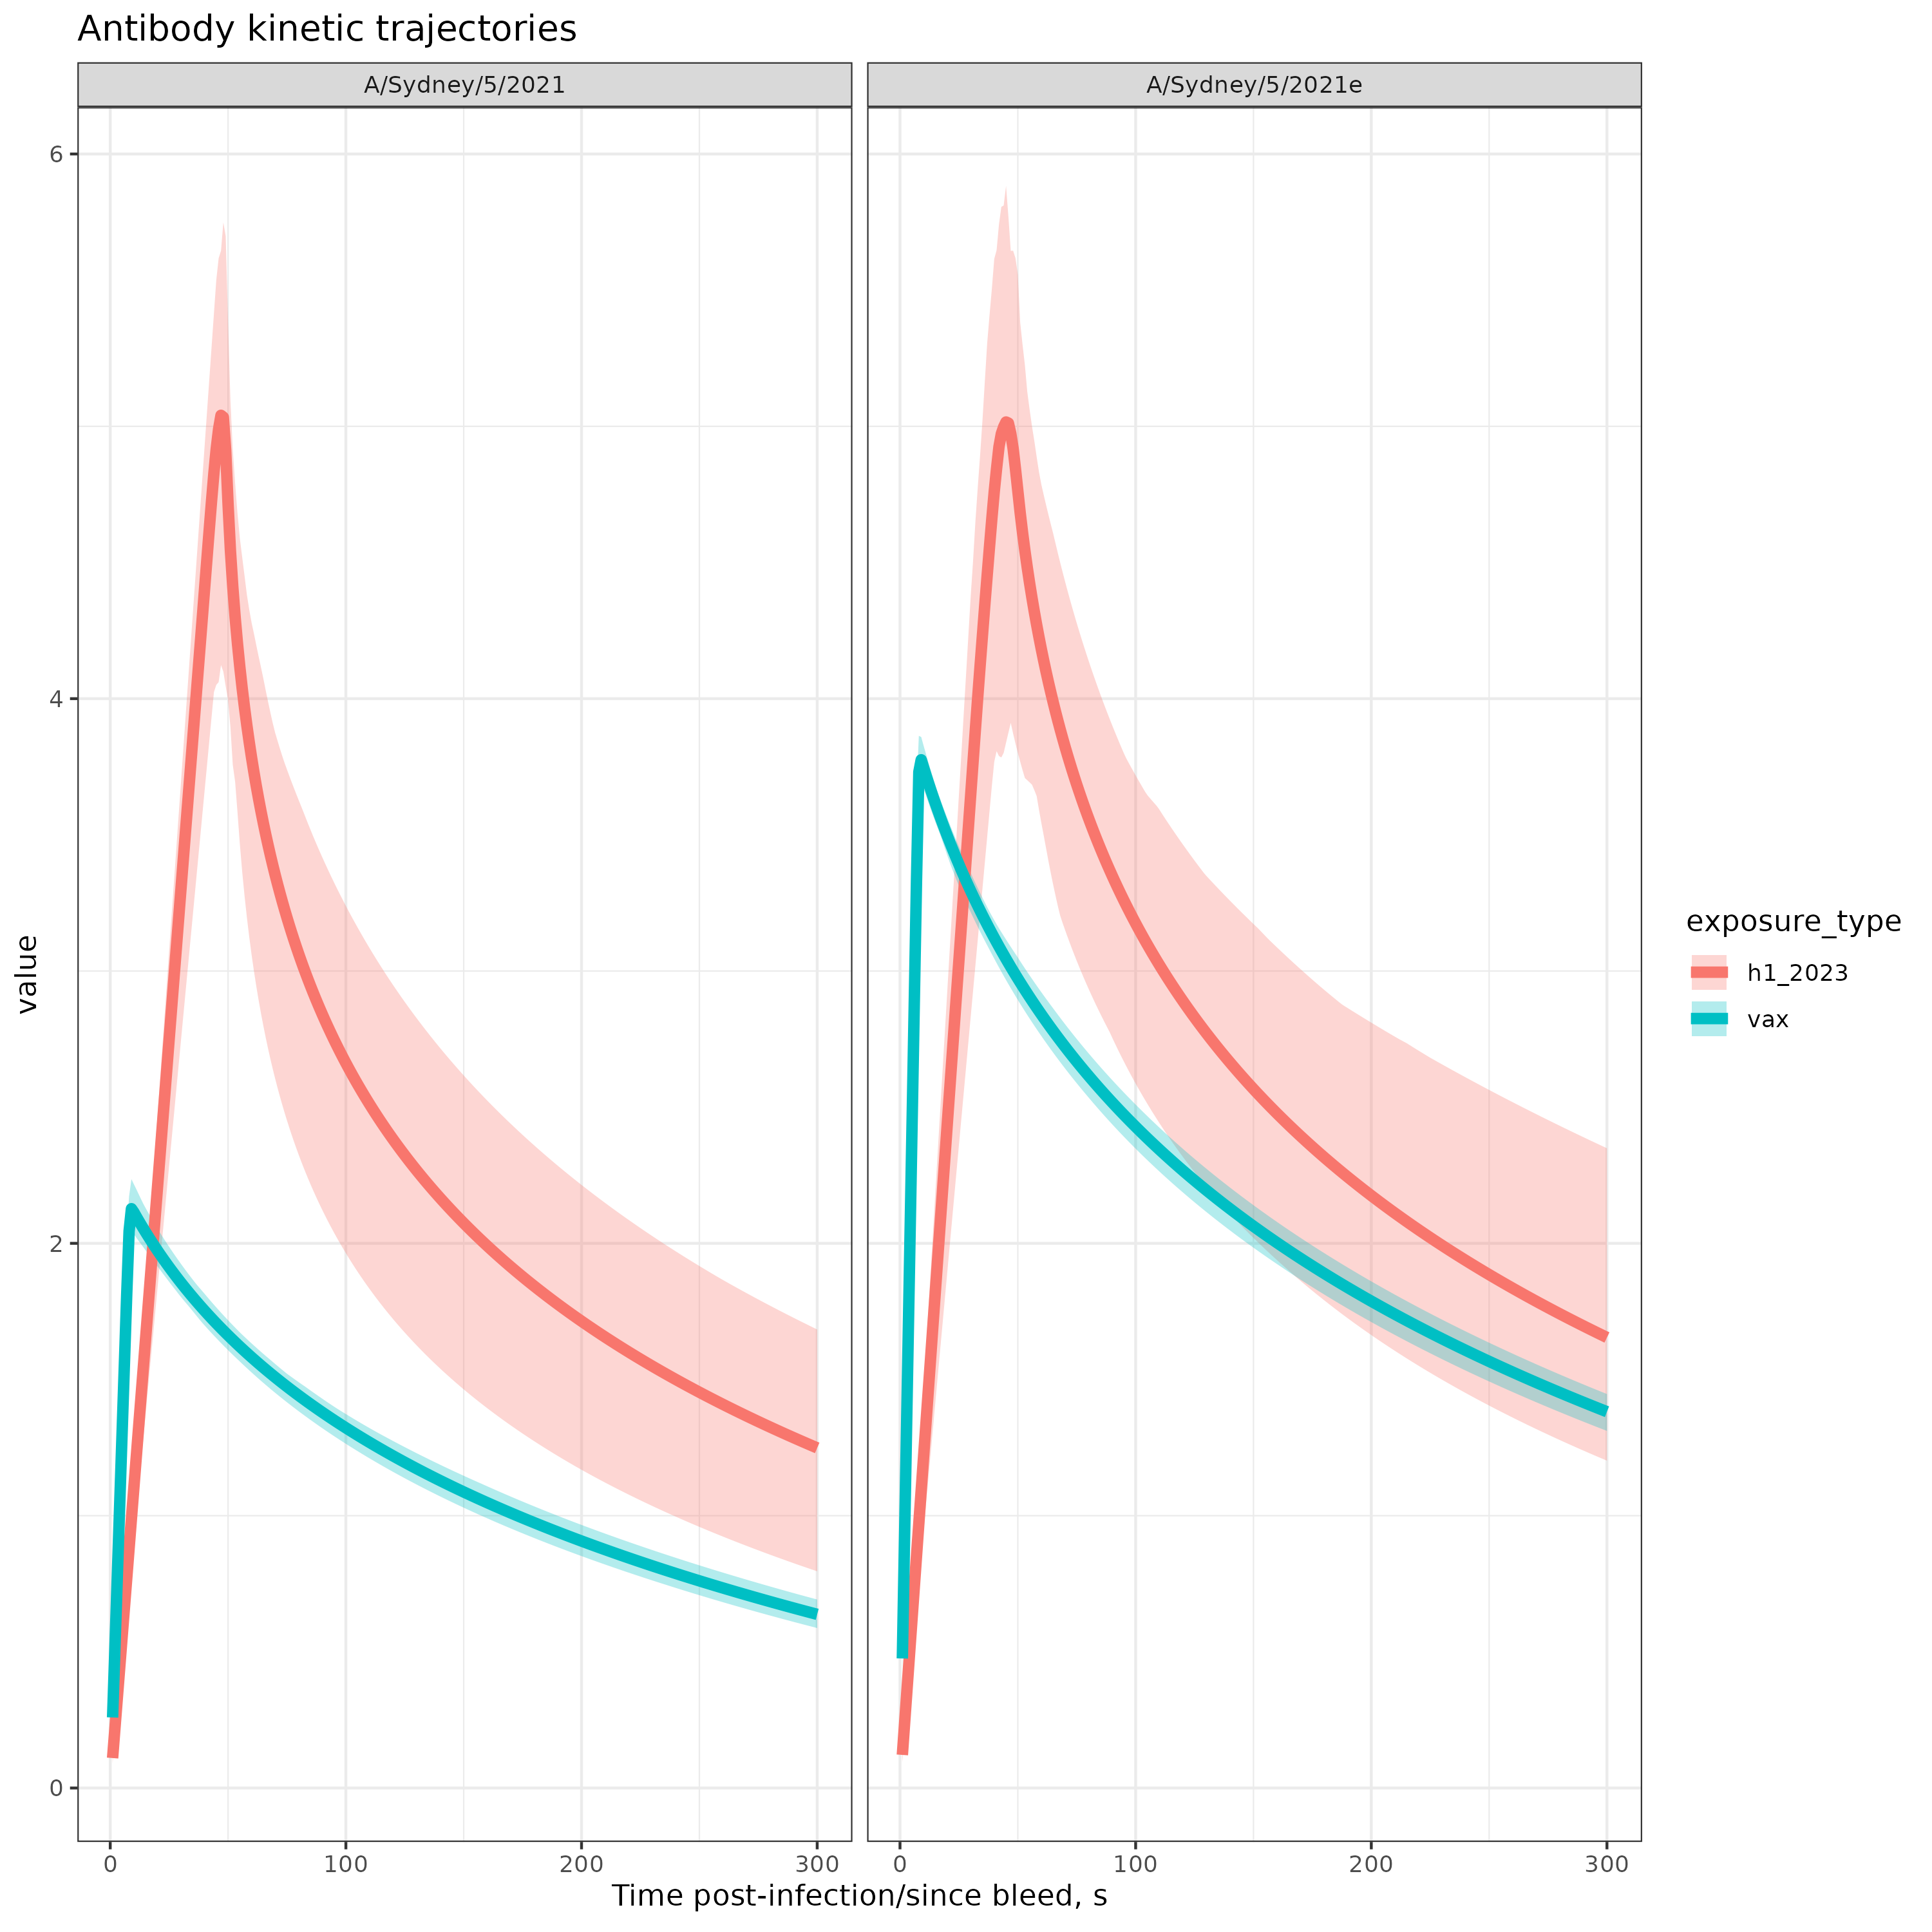 Antibody kinetic trajectories
A/Sydney/5/2021
A/Sydney/5/2021e
6
4
2
0
value
0 100 200 300
0 100 200 300
Time post-infection/since bleed, s
exposure_type
h1_2023
vax